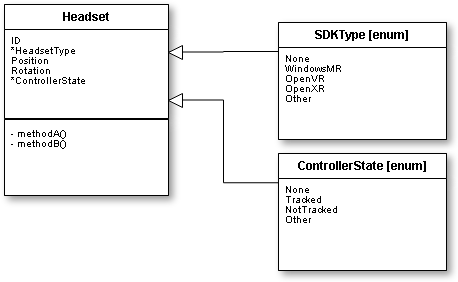 Headset
ID
*HeadsetType
Position
Rotation
*ControllerState
- methodA()
- methodB()
SDKType [enum]
None
WindowsMR
OpenVR
OpenXR
Other
ControllerState [enum]
None
Tracked
NotTracked
Other